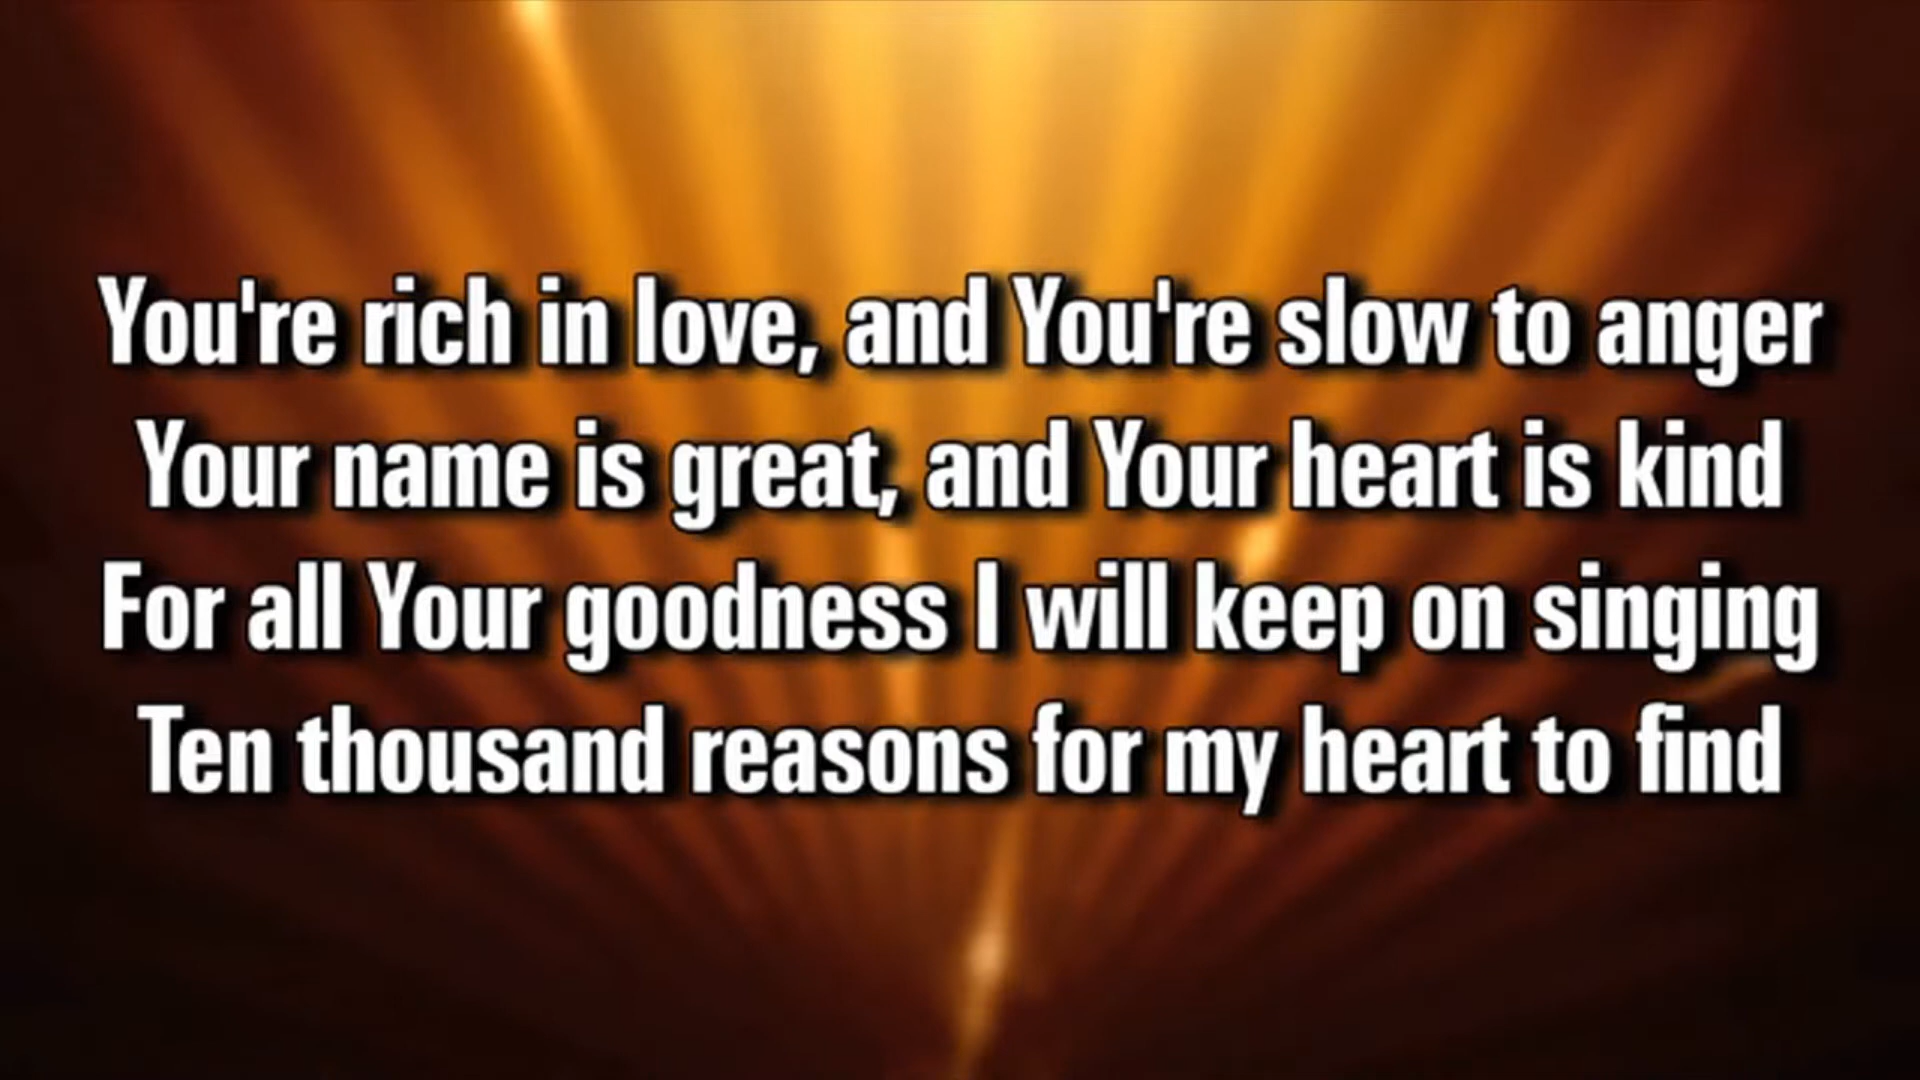 You're rich in love, and You're slow to anger
Your name is great, and Your heart is kind
For all Your goodness I will keep on singing
Ten thousand reasons for my heart to find